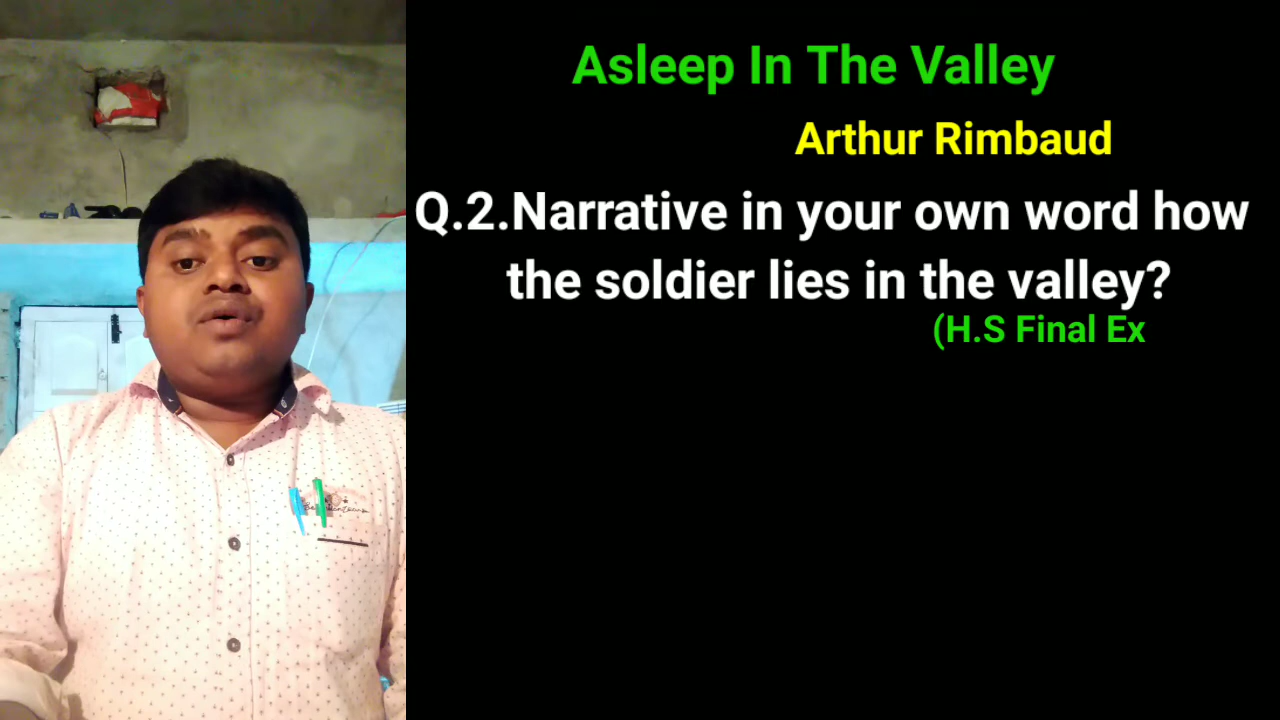 Asleep In The Valley
Arthur Rimbaud
Q.2.Narrative in your own word how
the soldier lies in the valley?
(H.S Final Ex